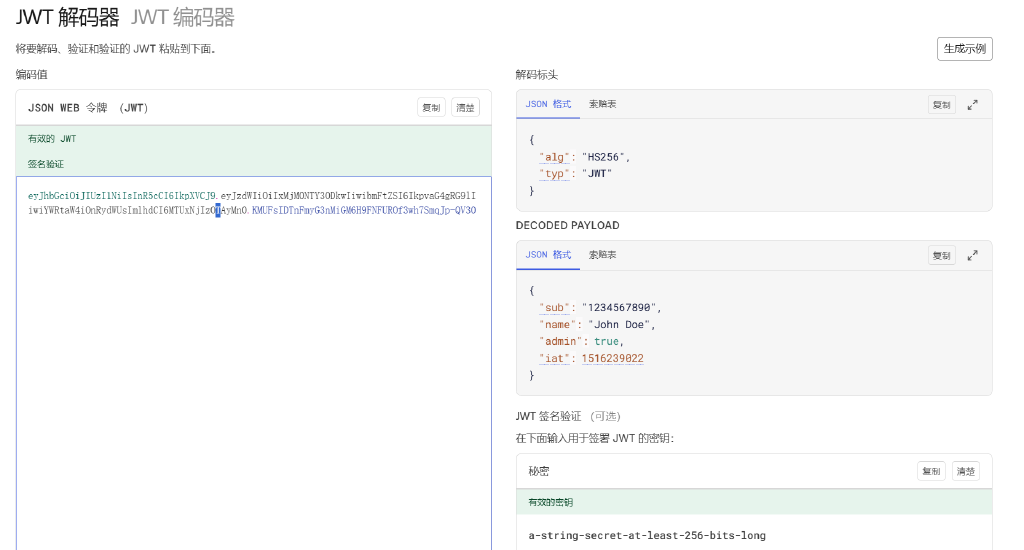 JWT 解码器 JWT 编码器
将要解码、验证和验证的 JWT 粘贴到下面。
生成示例
编码值
JSON WEB 令牌 (JWT)
复制 清楚
有效的 JWT
签名验证
eyJhbGciOiJIUzI1NiIsInR5cCI6IkpXVCJ9.eyJzdWIiOiIxMjM0NTY3ODkwIiwibmFtZSI6IkpvaG4gRG9lI
iwiYWRtaW4iOnRydWUsImlhdCI6MTUxNjIzOTAyMn0.KMUFsIDTnFmyG3nMiGM6H9FNFUROf3wh7SmqJp-QV30
解码标头
JSON 格式 索赔表
复制
{
"alg": "HS256",
"typ": "JWT"
}
DECODED PAYLOAD
JSON 格式 索赔表
复制
{
"sub": "1234567890",
"name": "John Doe",
"admin": true,
"iat": 1516239022
}
JWT 签名验证 (可选)
在下面输入用于签署 JWT 的密钥:
秘密
复制 清楚
有效的密钥
a-string-secret-at-least-256-bits-long